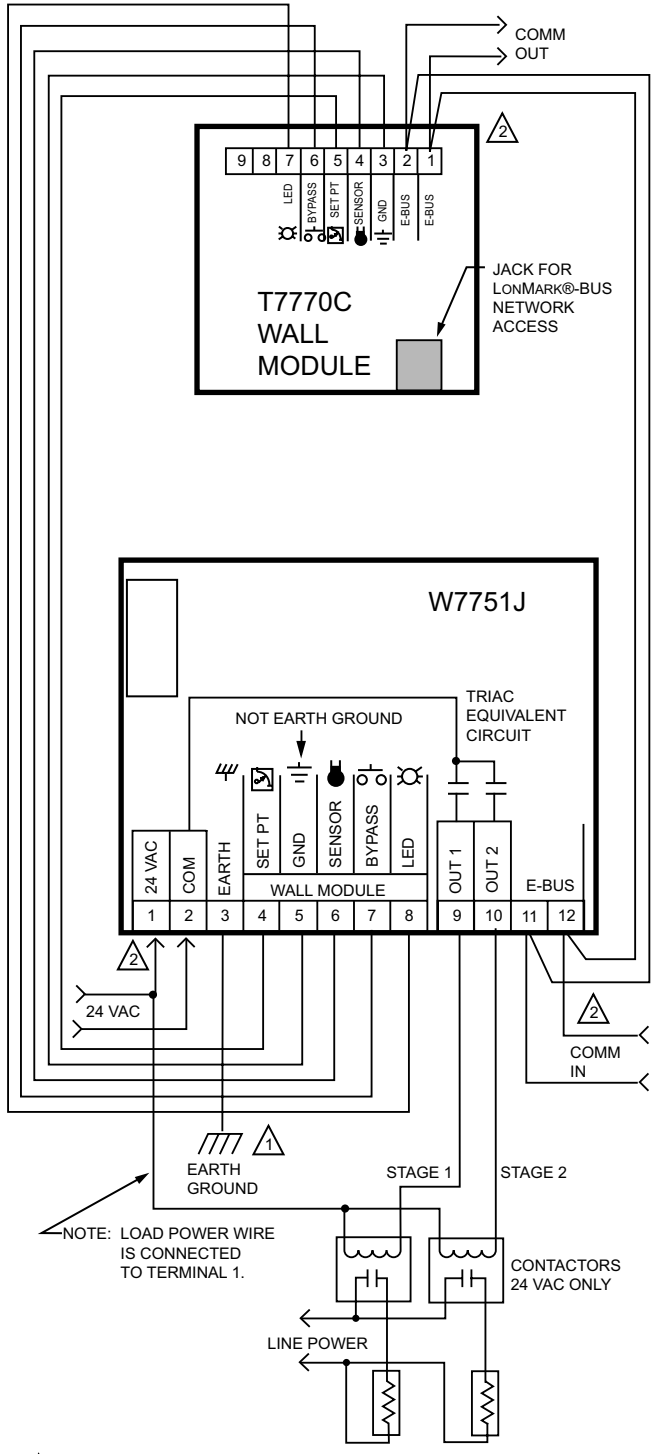 COMM
OUT
2
9 8 7 6 5 4 3 2 1
LED
BYPASS
SET PT
SENSOR
GND
E-BUS
E-BUS
JACK FOR
LONMARK®-BUS
NETWORK
ACCESS
T7770C
WALL
MODULE
W7751J
TRIAC
EQUIVALENT
CIRCUIT
NOT EARTH GROUND
24 VAC
COM
EARTH
SET PT
GND
SENSOR
BYPASS
LED
OUT 1
OUT 2
E-BUS
WALL MODULE
1 2 3 4 5 6 7 8 9 10 11 12
2
24 VAC
2
COMM
IN
1
EARTH
GROUND
STAGE 1
STAGE 2
NOTE: LOAD POWER WIRE
IS CONNECTED
TO TERMINAL 1.
CONTACTORS
24 VAC ONLY
LINE POWER